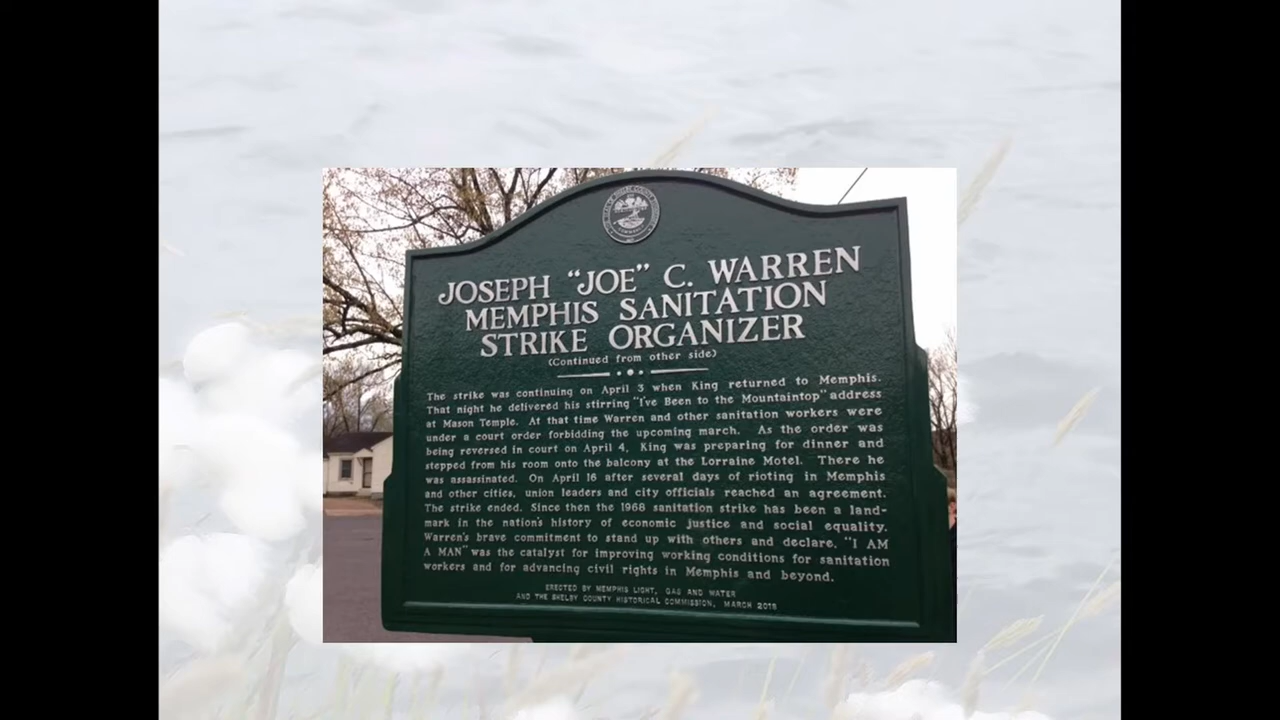 JOSEPH "JOE" C. WARREN
MEMPHIS SANITATION
STRIKE ORGANIZER
(Continued from other side)
The strike was continuing on April 3 when King returned to Memphis.
That night he delivered his stirring "I've Been to the Mountaintop" address
at Mason Temple. At that time Warren and other sanitation workers were
under a court order forbidding the upcoming march. As the order was
being reversed in court on April 4, King was preparing for dinner and
stepped from his room onto the balcony at the Lorraine Motel. There he
was assassinated. On April 16 after several days of rioting in Memphis
and other cities, union leaders and city officials reached an agreement.
The strike ended. Since then the 1968 sanitation strike has been a land-
mark in the nation's history of economic justice and social equality.
Warren's brave commitment to stand up with others and declare, "I AM
A MAN" was the catalyst for improving working conditions for sanitation
workers and for advancing civil rights in Memphis and beyond.
ERECTED BY MEMPHIS LIGHT, GAS AND WATER
AND THE SHELBY COUNTY HISTORICAL COMMISSION, MARCH 2018